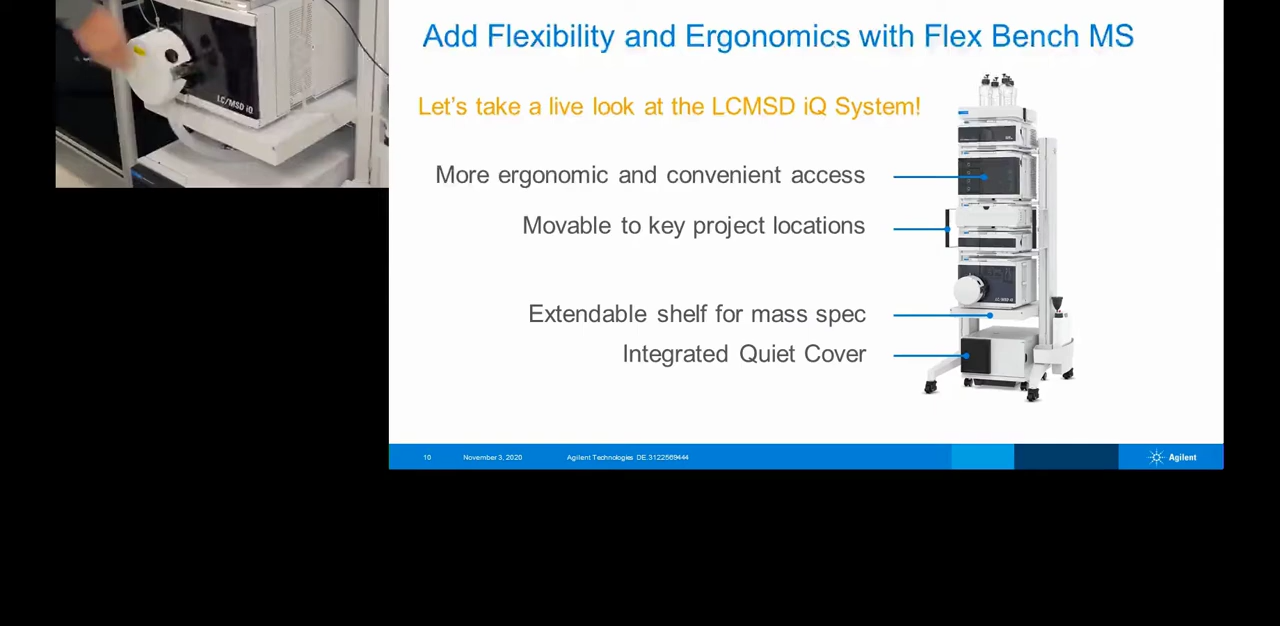 LC/MSD iQ
Add Flexibility and Ergonomics with Flex Bench MS
Let's take a live look at the LCMSD iQ System!
More ergonomic and convenient access
Movable to key project locations
Extendable shelf for mass spec
Integrated Quiet Cover
10 November 3, 2020 Agilent Technologies DE.3122569444
Agilent